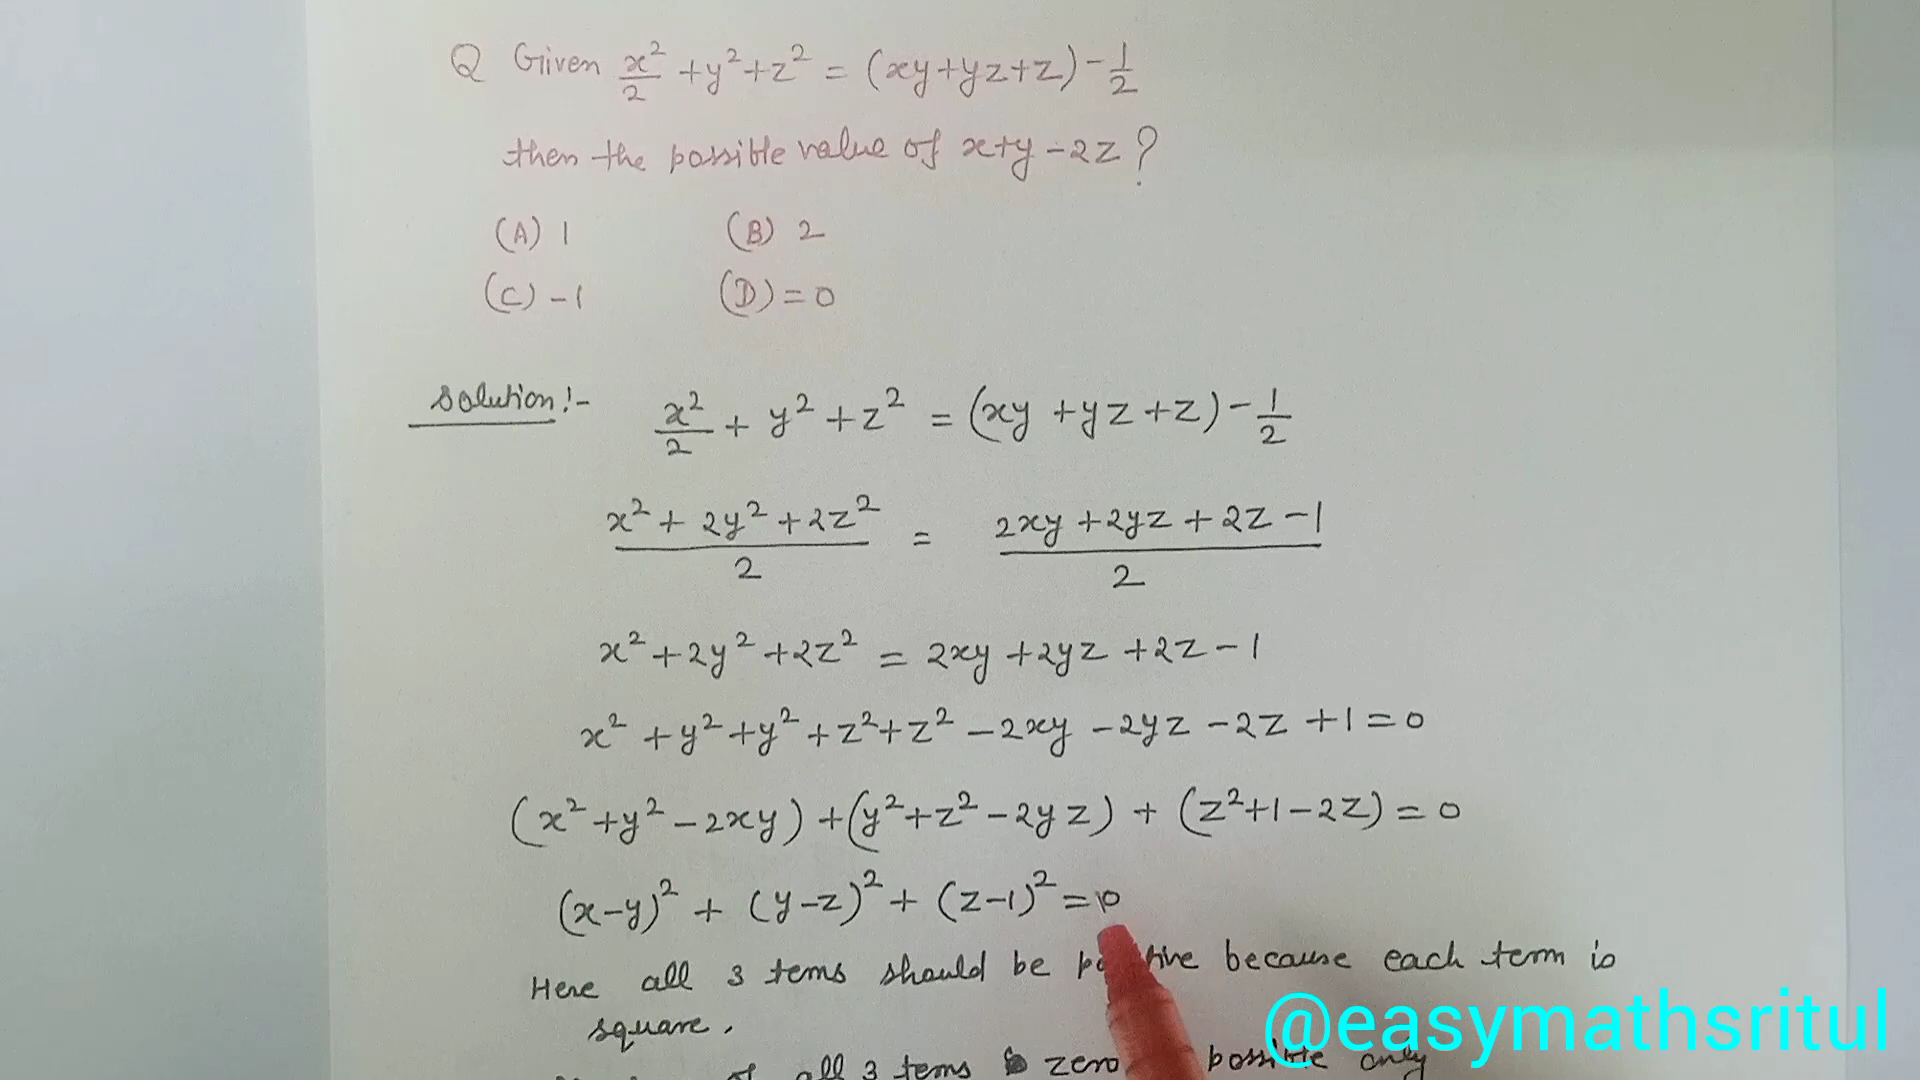 Q Given x²/2 + y² + z² = (xy+yz+z) - 1/2
then the possible value of x+y-2z?
(A) 1 (B) 2
(C) -1 (D) = 0
Solution:- x²/2 + y² + z² = (xy + yz + z) - 1/2
(x² + 2y² + 2z²)/2 = (2xy + 2yz + 2z - 1)/2
x² + 2y² + 2z² = 2xy + 2yz + 2z - 1
x² + y² + y² + z² + z² - 2xy - 2yz - 2z + 1 = 0
(x² + y² - 2xy) + (y² + z² - 2yz) + (z² + 1 - 2z) = 0
(x-y)² + (y-z)² + (z-1)² = 0
Here all 3 tems should be because each term is
square.
of all 3 tems zero possible only
@easymathsritul